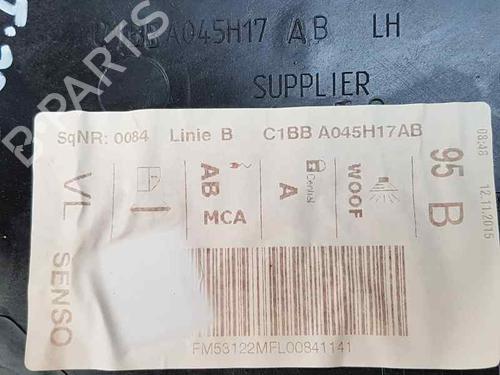 C1BB A045H17 AB LH
SUPPLIER
SqNR: 0084 Linie B C1BB A045H17AB
VL SENSO
AB
MCA
A
WOOF
95 B
08:48 12.11.2015
FM53122MFL00841141